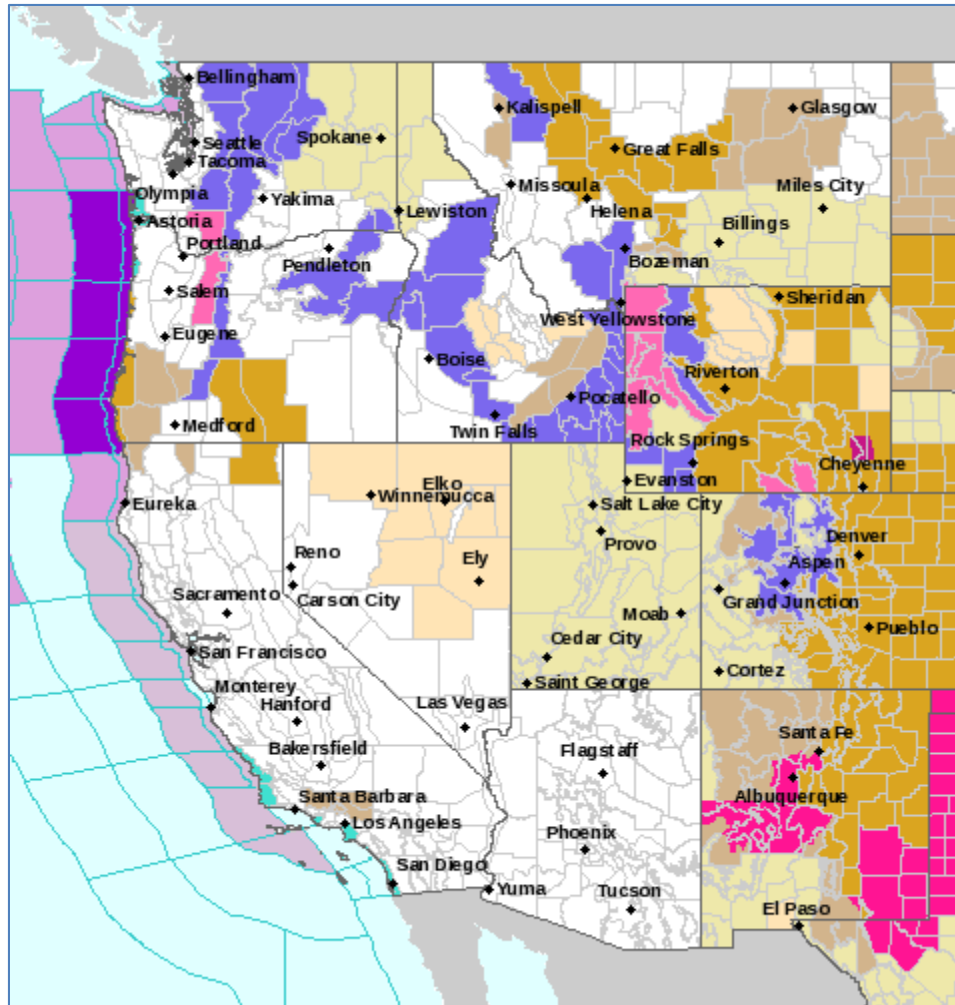 Bellingham
Kalispell
Glasgow
Seattle
Spokane
Great Falls
Tacoma
Olympia
Missoula
Miles City
Yakima
Lewiston
Helena
Astoria
Billings
Portland
Pendleton
Bozeman
Salem
Sheridan
West Yellowstone
Eugene
Boise
Riverton
Pocatello
Medford
Twin Falls
Rock Springs
Cheyenne
Elko
Evanston
Winnemucca
Eureka
Salt Lake City
Provo
Denver
Reno
Ely
Aspen
Sacramento
Carson City
Moab
Grand Junction
Pueblo
Cedar City
San Francisco
Cortez
Saint George
Monterey
Hanford
Las Vegas
Santa Fe
Bakersfield
Flagstaff
Albuquerque
Santa Barbara
Los Angeles
Phoenix
San Diego
Yuma
Tucson
El Paso